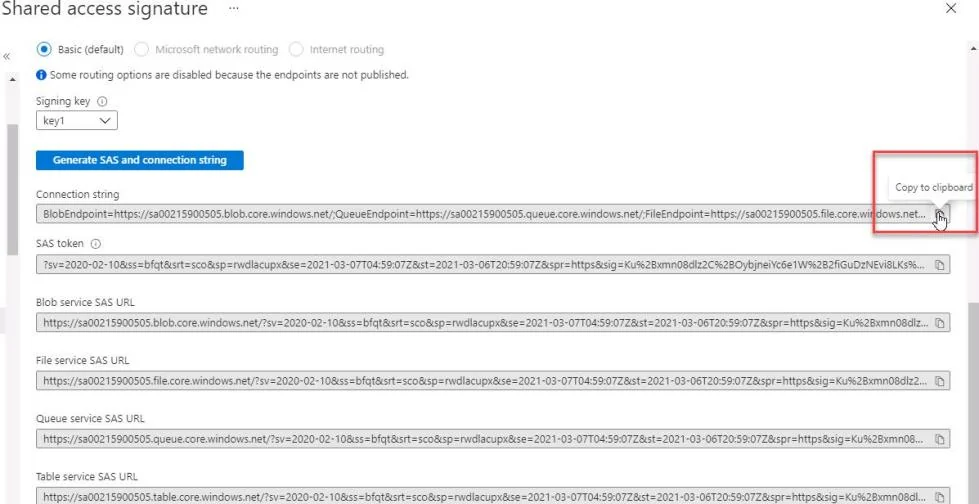 Shared access signature ...
Basic (default) Microsoft network routing Internet routing
Some routing options are disabled because the endpoints are not published.
Signing key
key1
Generate SAS and connection string
Copy to clipboard
Connection string
BlobEndpoint=https://sa00215900505.blob.core.windows.net/;QueueEndpoint=https://sa00215900505.queue.core.windows.net/;FileEndpoint=https://sa00215900505.file.core.windows.net...
SAS token
?sv=2020-02-10&ss=bfqt&srt=sco&sp=rwdlacupx&se=2021-03-07T04:59:07Z&st=2021-03-06T20:59:07Z&spr=https&sig=Ku%2Bxmn08dlz2C%2BOybjneiYc6e1W%2B2fiGuDzNEvi8LKs%...
Blob service SAS URL
https://sa00215900505.blob.core.windows.net/?sv=2020-02-10&ss=bfqt&srt=sco&sp=rwdlacupx&se=2021-03-07T04:59:07Z&st=2021-03-06T20:59:07Z&spr=https&sig=Ku%2Bxmn08dlz...
File service SAS URL
https://sa00215900505.file.core.windows.net/?sv=2020-02-10&ss=bfqt&srt=sco&sp=rwdlacupx&se=2021-03-07T04:59:07Z&st=2021-03-06T20:59:07Z&spr=https&sig=Ku%2Bxmn08dlz2...
Queue service SAS URL
https://sa00215900505.queue.core.windows.net/?sv=2020-02-10&ss=bfqt&srt=sco&sp=rwdlacupx&se=2021-03-07T04:59:07Z&st=2021-03-06T20:59:07Z&spr=https&sig=Ku%2Bxmn08...
Table service SAS URL
https://sa00215900505.table.core.windows.net/?sv=2020-02-10&ss=bfqt&srt=sco&sp=rwdlacupx&se=2021-03-07T04:59:07Z&st=2021-03-06T20:59:07Z&spr=https&sig=Ku%2Bxmn08d...